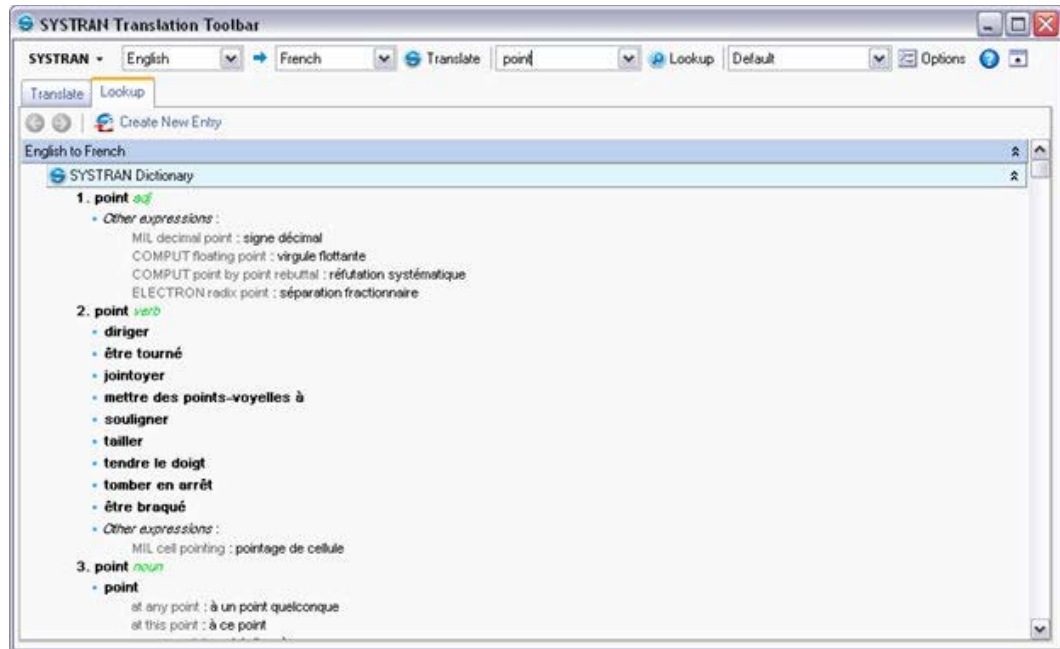 SYSTRAN Translation Toolbar
SYSTRAN English French Translate point Lookup Default Options
Translate Lookup
Create New Entry
English to French
SYSTRAN Dictionary
1. point adj
Other expressions :
MIL decimal point : signe décimal
COMPUT floating point : virgule flottante
COMPUT point by point rebuttal : réfutation systématique
ELECTRON radix point : séparation fractionnaire
2. point verb
diriger
être tourné
jointoyer
mettre des points-voyelles à
souligner
tailler
tendre le doigt
tomber en arrêt
être braqué
Other expressions :
MIL cell pointing : pointage de cellule
3. point noun
point
at any point : à un point quelconque
at this point : à ce point